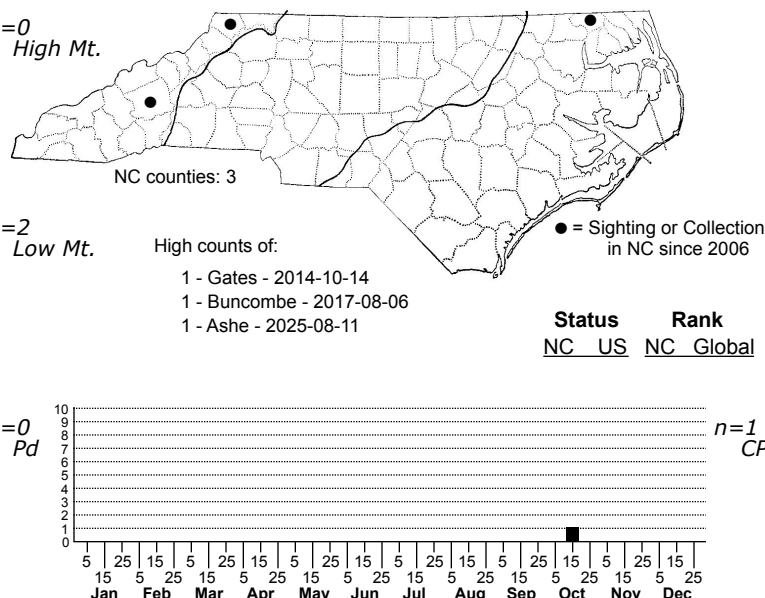 =0
High Mt.
NC counties: 3
=2
Low Mt.
High counts of:
1 - Gates - 2014-10-14
1 - Buncombe - 2017-08-06
1 - Ashe - 2025-08-11
● = Sighting or Collection
in NC since 2006
Status Rank
NC US NC Global
=0
Pd
n=1
CP
10
9
8
7
6
5
4
3
2
1
0
5 25 15 5 25 15 5 25 15 5 25 15 5 25 15 5 25 15
15 5 25 15 5 25 15 5 25 15 5 25 15 5 25 15 5 25
Jan Feb Mar Apr May Jun Jul Aug Sep Oct Nov Dec